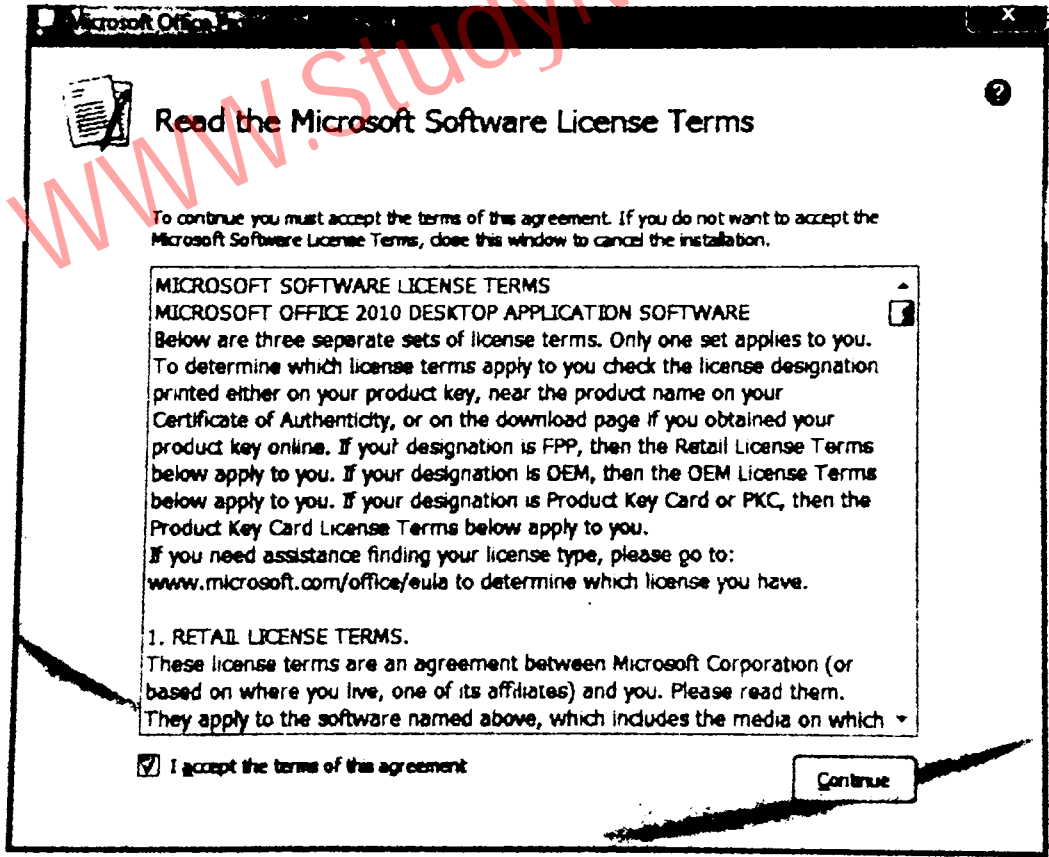 Microsoft Office
x
www.Study
?
Read the Microsoft Software License Terms
To continue you must accept the terms of this agreement. If you do not want to accept the
Microsoft Software License Terms, close this window to cancel the installation.
MICROSOFT SOFTWARE LICENSE TERMS
MICROSOFT OFFICE 2010 DESKTOP APPLICATION SOFTWARE
Below are three separate sets of license terms. Only one set applies to you.
To determine which license terms apply to you check the license designation
printed either on your product key, near the product name on your
Certificate of Authenticity, or on the download page if you obtained your
product key online. If your designation is FPP, then the Retail License Terms
below apply to you. If your designation is OEM, then the OEM License Terms
below apply to you. If your designation is Product Key Card or PKC, then the
Product Key Card License Terms below apply to you.
If you need assistance finding your license type, please go to:
www.microsoft.com/office/eula to determine which license you have.
1. RETAIL LICENSE TERMS.
These license terms are an agreement between Microsoft Corporation (or
based on where you live, one of its affiliates) and you. Please read them.
They apply to the software named above, which includes the media on which
I accept the terms of this agreement
Continue